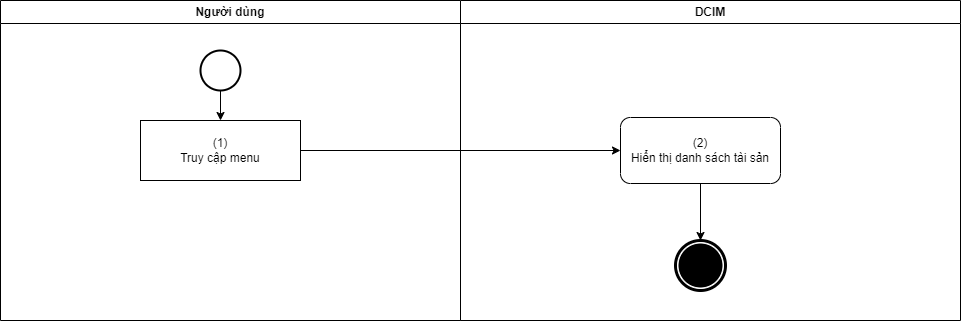 Người dùng
DCIM
(1)
Truy cập menu
(2)
Hiển thị danh sách tài sản